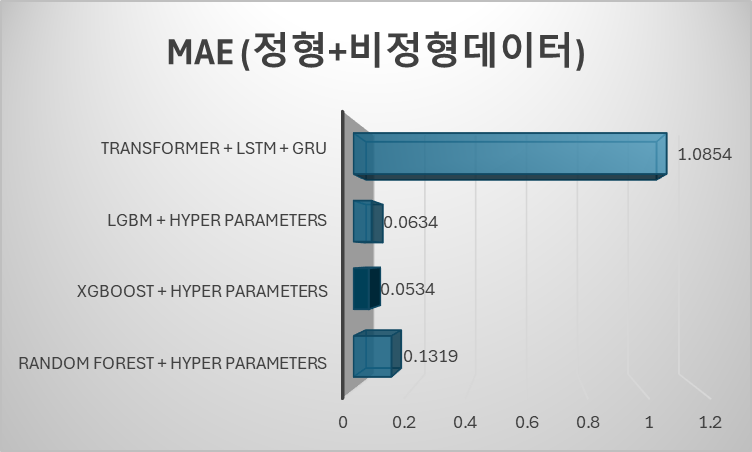 MAE (정형+비정형데이터)
TRANSFORMER + LSTM + GRU
1.0854
LGBM + HYPER PARAMETERS
0.0634
XGBOOST + HYPER PARAMETERS
0.0534
RANDOM FOREST + HYPER PARAMETERS
0.1319
0 0.2 0.4 0.6 0.8 1 1.2